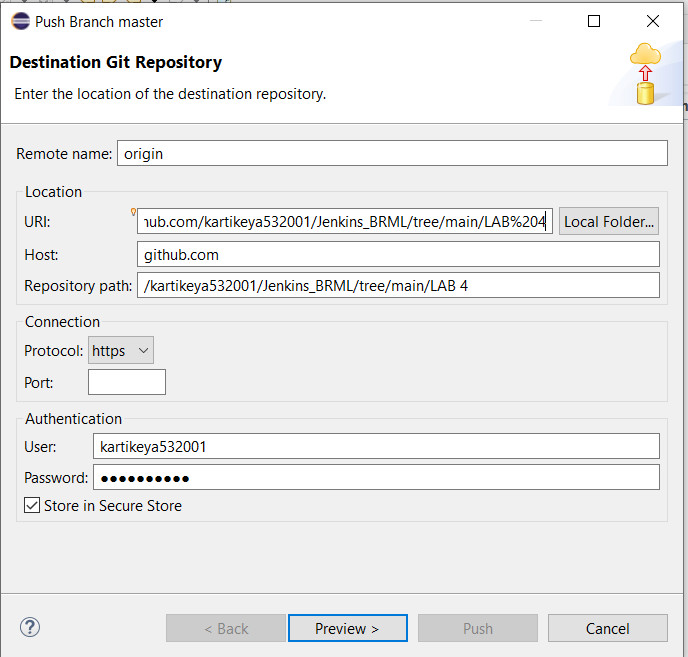 Push Branch master
Destination Git Repository
Enter the location of the destination repository.
Remote name: origin
Location
URI: hub.com/kartikeya532001/Jenkins_BRML/tree/main/LAB%204 Local Folder...
Host: github.com
Repository path: /kartikeya532001/Jenkins_BRML/tree/main/LAB 4
Connection
Protocol: https
Port:
Authentication
User: kartikeya532001
Password: ●●●●●●●●●●
Store in Secure Store
? < Back Preview > Push Cancel